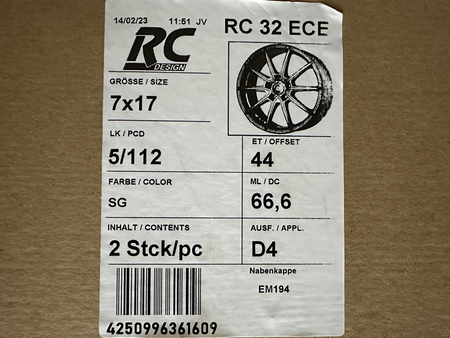 14/02/23 11:51 JV
RC 32 ECE
RC
DESIGN
GRÖSSE / SIZE
7x17
LK / PCD
5/112
ET / OFFSET
44
FARBE / COLOR
SG
ML / DC
66,6
INHALT / CONTENTS
2 Stck/pc
AUSF. / APPL.
D4
Nabenkappe
EM194
4250996361609